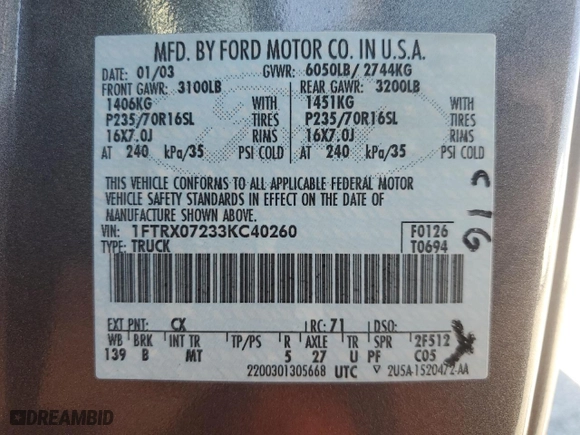 MFD. BY FORD MOTOR CO. IN U.S.A.
DATE: 01/03 GVWR: 6050LB/ 2744KG
FRONT GAWR: 3100LB REAR GAWR: 3200LB
1406KG WITH 1451KG WITH
P235/70R16SL TIRES P235/70R16SL TIRES
16X7.0J RIMS 16X7.0J RIMS
AT 240 kPa/35 PSI COLD AT 240 kPa/35 PSI COLD
THIS VEHICLE CONFORMS TO ALL APPLICABLE FEDERAL MOTOR
VEHICLE SAFETY STANDARDS IN EFFECT ON THE DATE OF
MANUFACTURE SHOWN ABOVE.
VIN: 1FTRX07233KC40260 F0126
TYPE: TRUCK T0694
C16
EXT PNT: CX RC: 71 DSO:
WB BRK INT TR TP/PS R AXLE TR SPR 2F512
139 B MT 5 27 U PF C05
2200301305668 UTC ▽ 2U5A-1520472-AA
DREAMBID